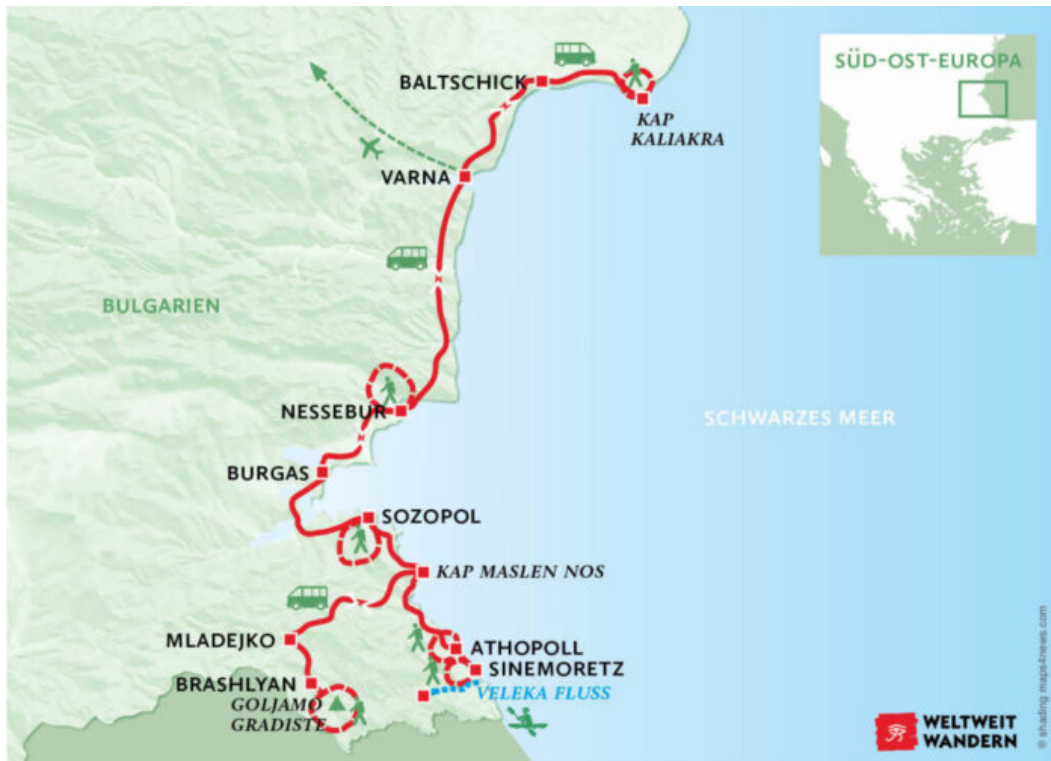 SÜD-OST-EUROPA
BALTSCHICK
KAP
KALIAKRA
VARNA
BULGARIEN
NESSEBUR
SCHWARZES MEER
BURGAS
SOZOPOL
KAP MASLEN NOS
MLADEJKO
ATHOPOLL
SINEMORETZ
BRASHLYAN
VELEKA FLUSS
GOLJAMO
GRADISTE
WELTWEIT
WANDERN
© shading maps4news.com